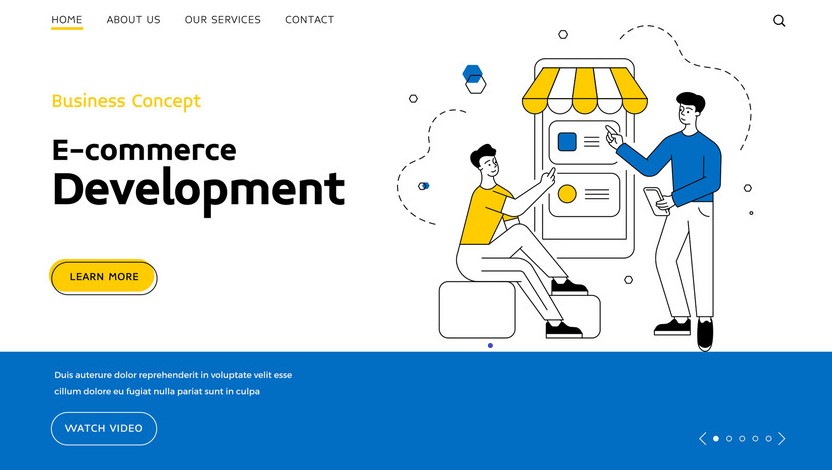 HOME ABOUT US OUR SERVICES CONTACT
Business Concept
E-commerce
Development
LEARN MORE
Duis auterure dolor reprehenderit in voluptate velit esse
cillum dolore eu fugiat nulla pariat sunt in culpa
WATCH VIDEO